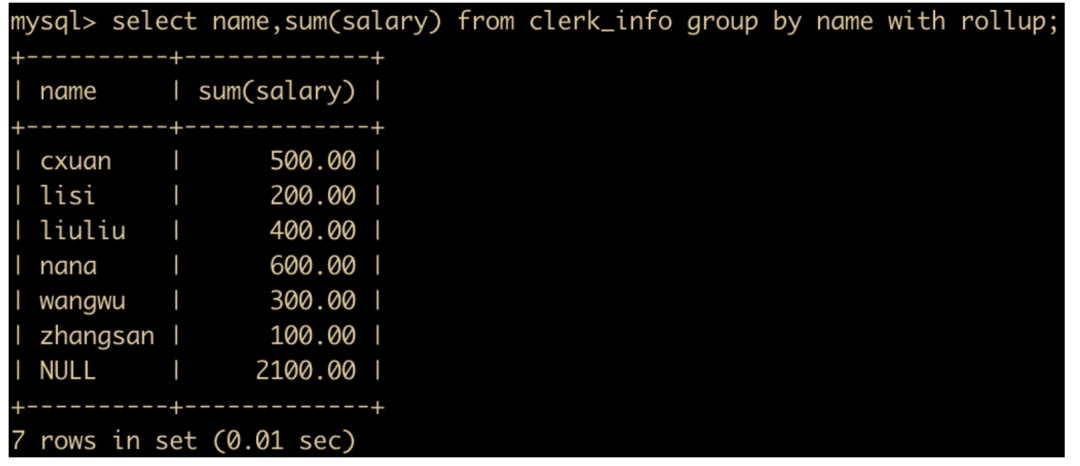 mysql> select name,sum(salary) from clerk_info group by name with rollup;
+----------+-------------+
| name     | sum(salary) |
+----------+-------------+
| cxuan    |      500.00 |
| lisi     |      200.00 |
| liuliu   |      400.00 |
| nana     |      600.00 |
| wangwu   |      300.00 |
| zhangsan |      100.00 |
| NULL     |     2100.00 |
+----------+-------------+
7 rows in set (0.01 sec)